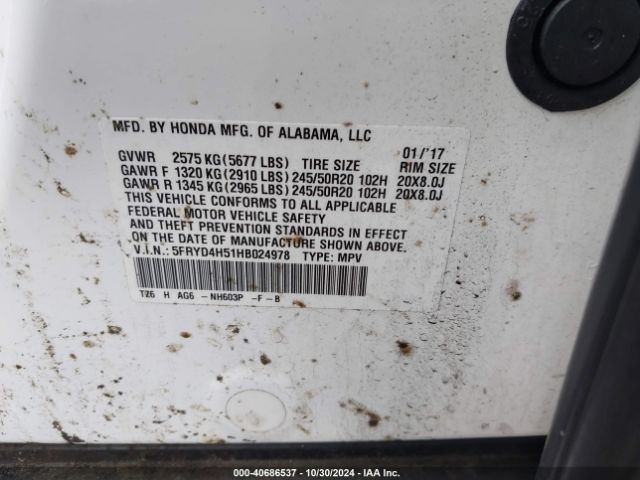 MFD. BY HONDA MFG. OF ALABAMA, LLC
GVWR 2575 KG(5677 LBS) TIRE SIZE 01/'17 RIM SIZE
GAWR F 1320 KG(2910 LBS)245/50R20 102H 20X8.0J
GAWR R 1345 KG(2965 LBS)245/50R20 102H 20X8.0J
THIS VEHICLE CONFORMS TO ALL APPLICABLE
FEDERAL MOTOR VEHICLE SAFETY
AND THEFT PREVENTION STANDARDS IN EFFECT
ON THE DATE OF MANUFACTURE SHOWN ABOVE.
V.I.N.: 5FRYD4H51HB024978 TYPE: MPV
TZ6 H AG6 -NH603P -F-B
000-40686537 - 10/30/2024 - IAA Inc.